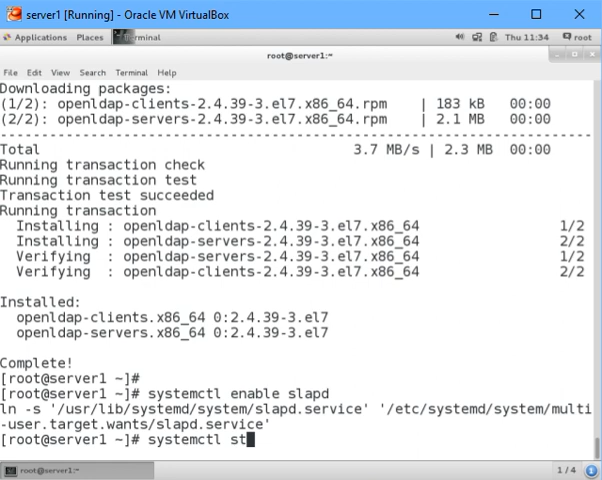 server1 [Running] - Oracle VM VirtualBox
Applications Places Terminal Thu 11:34 root
root@server1:~
File Edit View Search Terminal Help
Downloading packages:
(1/2): openldap-clients-2.4.39-3.el7.x86_64.rpm | 183 kB 00:00
(2/2): openldap-servers-2.4.39-3.el7.x86_64.rpm | 2.1 MB 00:00
--------------------------------------------------------------------------------
Total 3.7 MB/s | 2.3 MB 00:00
Running transaction check
Running transaction test
Transaction test succeeded
Running transaction
Installing : openldap-clients-2.4.39-3.el7.x86_64 1/2
Installing : openldap-servers-2.4.39-3.el7.x86_64 2/2
Verifying : openldap-servers-2.4.39-3.el7.x86_64 1/2
Verifying : openldap-clients-2.4.39-3.el7.x86_64 2/2
Installed:
openldap-clients.x86_64 0:2.4.39-3.el7
openldap-servers.x86_64 0:2.4.39-3.el7
Complete!
[root@server1 ~]#
[root@server1 ~]# systemctl enable slapd
ln -s '/usr/lib/systemd/system/slapd.service' '/etc/systemd/system/multi
-user.target.wants/slapd.service'
[root@server1 ~]# systemctl st
root@server1:~ 1 / 4 1